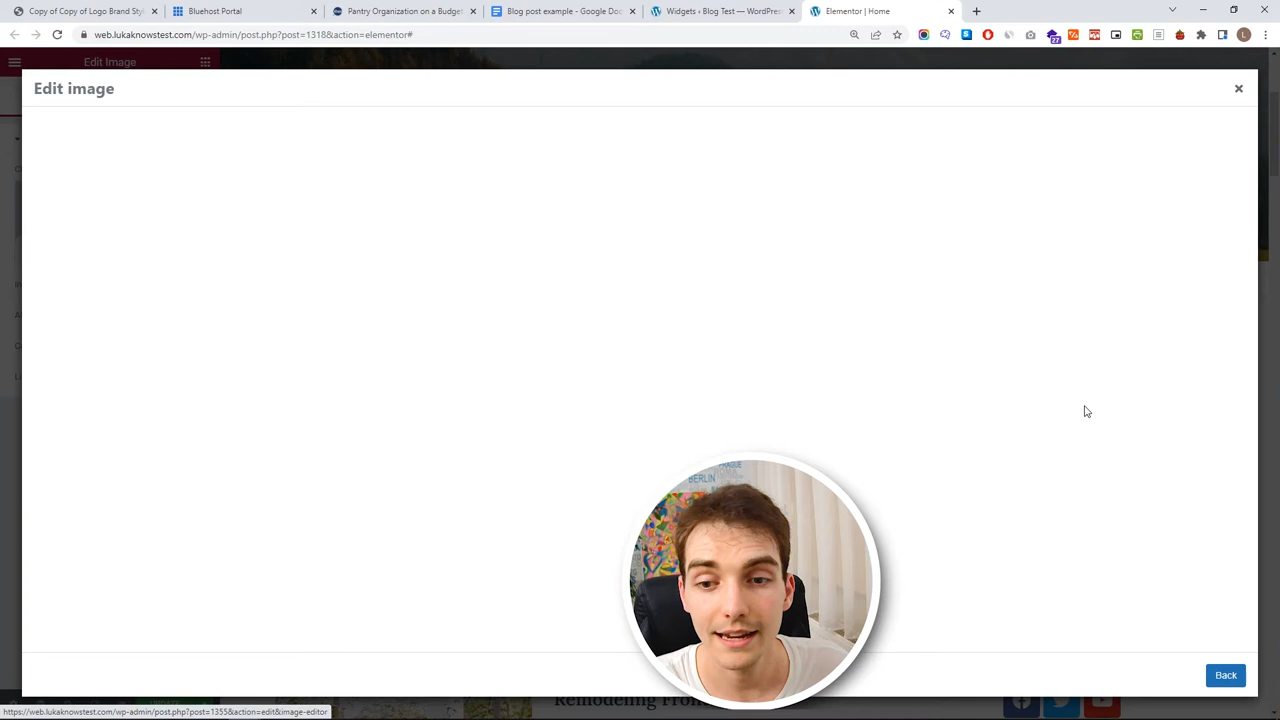 Copy of Copy of Logo Brand Sty
Bluehost Portal
Pantry Organization on a Budget
Blog post example - Google Doc
Widgets ‹ Blog Test — WordPres
Elementor | Home
web.lukaknowstest.com/wp-admin/post.php?post=1318&action=elementor#
27
L
Edit Image
Edit image
PRAGUE
BERLIN
Back
https://web.lukaknowstest.com/wp-admin/post.php?post=1355&action=edit&image-editor
Remodeling From